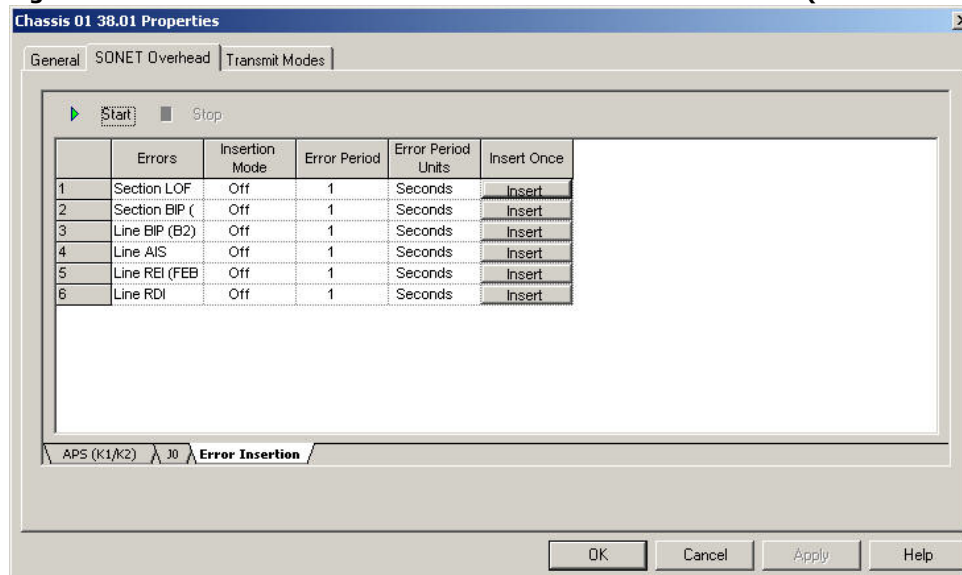 Chassis 01 38.01 Properties
General SONET Overhead Transmit Modes
Start Stop
Errors Insertion Mode Error Period Error Period Units Insert Once
1 Section LOF Off 1 Seconds Insert
2 Section BIP ( Off 1 Seconds Insert
3 Line BIP (B2) Off 1 Seconds Insert
4 Line AIS Off 1 Seconds Insert
5 Line REI (FEB Off 1 Seconds Insert
6 Line RDI Off 1 Seconds Insert
APS (K1/K2) J0 Error Insertion
OK Cancel Apply Help